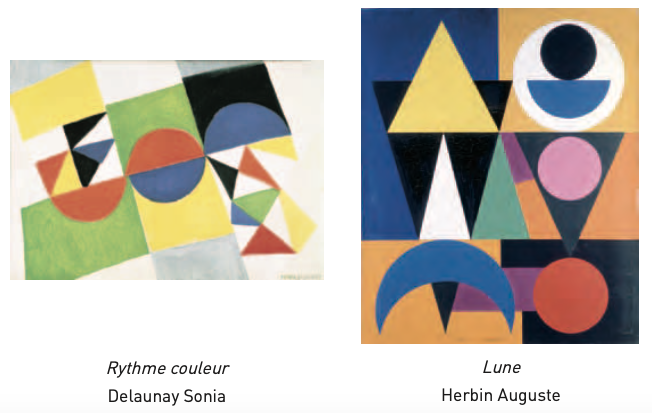 Rythme couleur
Delaunay Sonia
Lune
Herbin Auguste